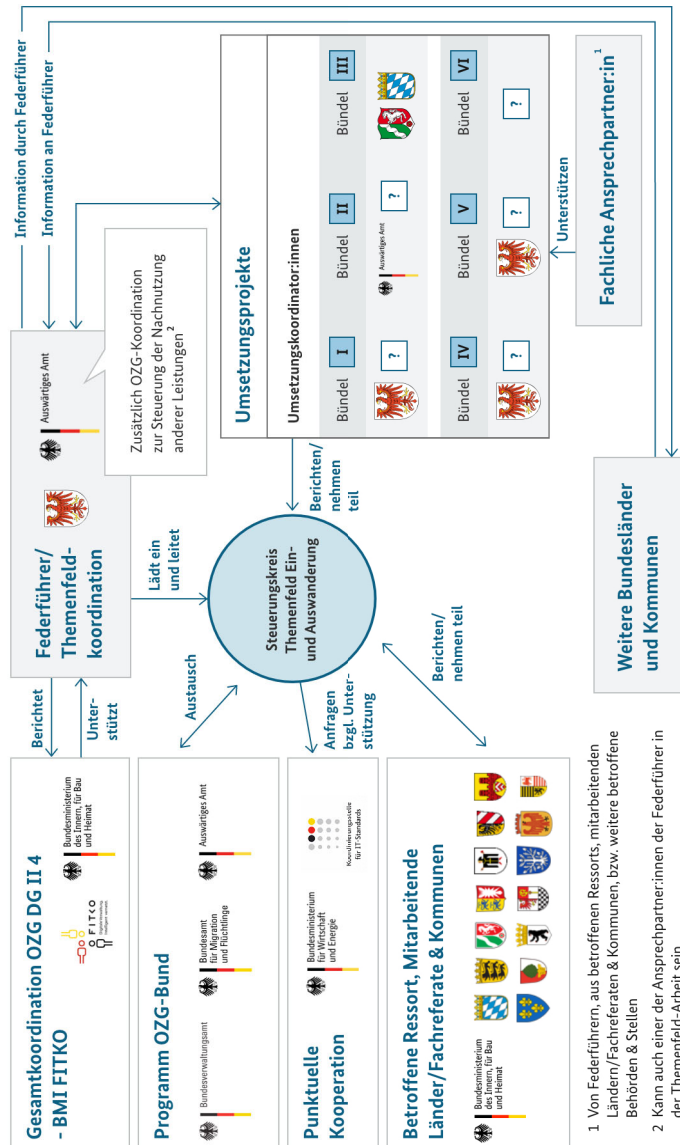 Gesamtkoordination OZG DG II 4
- BMI FITKO
FITKO
Bundesministerium
des Innern, für Bau
und Heimat
Berichtet
Unter-
stützt
Federführer/
Themenfeld-
koordination
Auswärtiges Amt
Information durch Federführer
Information an Federführer
Zusätzlich OZG-Koordination
zur Steuerung der Nachnutzung
anderer Leistungen²
Programm OZG-Bund
Bundesverwaltungsamt
Bundesamt
für Migration
und Flüchtlinge
Auswärtiges Amt
Austausch
Lädt ein
und leitet
Steuerungskreis
Themenfeld Ein-
und Auswanderung
Berichten/
nehmen
teil
Umsetzungsprojekte
Umsetzungskoordinator:innen
Bündel I
Bündel II
Bündel III
?
Auswärtiges Amt
?
Bündel IV
Bündel V
Bündel VI
?
?
?
Punktuelle
Kooperation
Bundesministerium
für Wirtschaft
und Energie
Koordinierungsstelle
für IT-Standards
Anfragen
bzgl. Unter-
stützung
Unterstützen
Fachliche Ansprechpartner:in¹
Betroffene Ressort, Mitarbeitende
Länder/Fachreferate & Kommunen
Bundesministerium
des Innern, für Bau
und Heimat
Berichten/
nehmen teil
Weitere Bundesländer
und Kommunen
1 Von Federführern, aus betroffenen Ressorts, mitarbeitenden
Ländern/Fachreferaten & Kommunen, bzw. weitere betroffene
Behörden & Stellen
2 Kann auch einer der Ansprechpartner:innen der Federführer in
der Themenfeld-Arbeit sein